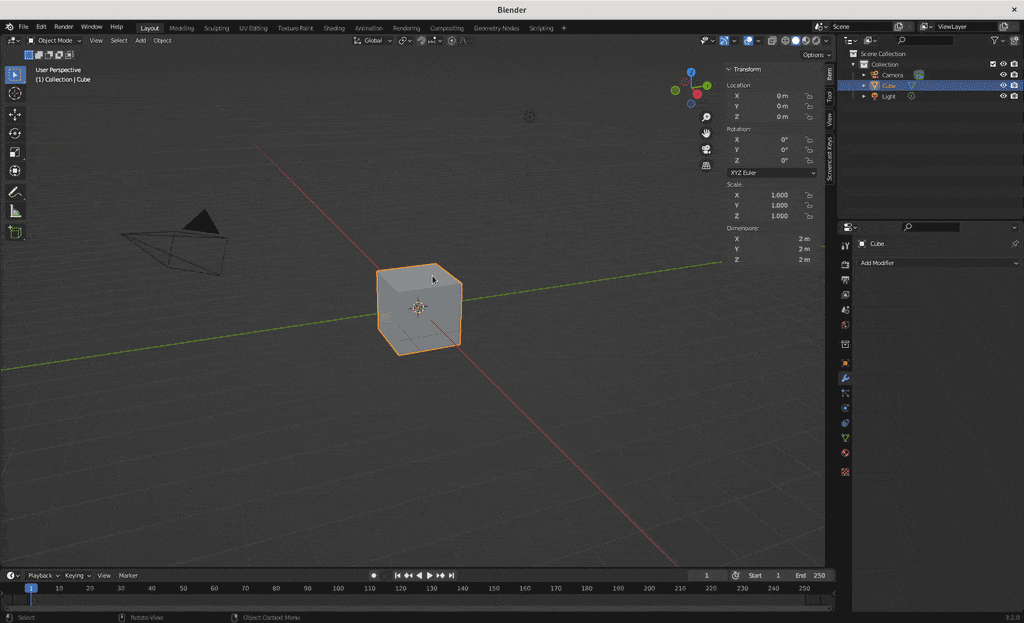 Blender
File Edit Render Window Help Layout Modeling Sculpting UV Editing Texture Paint Shading Animation Rendering Compositing Geometry Nodes Scripting + Scene ViewLayer
Object Mode View Select Add Object Global
Options
User Perspective
(1) Collection | Cube
Transform
Location:
X 0 m
Y 0 m
Z 0 m
Rotation:
X 0°
Y 0°
Z 0°
XYZ Euler
Scale:
X 1.000
Y 1.000
Z 1.000
Dimensions:
X 2 m
Y 2 m
Z 2 m
Item
Tool
View
Screencast Keys
Z
Y
Scene Collection
Collection
Camera
Cube
Light
Cube
Add Modifier
Playback Keying View Marker 1 Start 1 End 250
1 10 20 30 40 50 60 70 80 90 100 110 120 130 140 150 160 170 180 190 200 210 220 230 240 250
Select Rotate View Object Context Menu 3.2.0